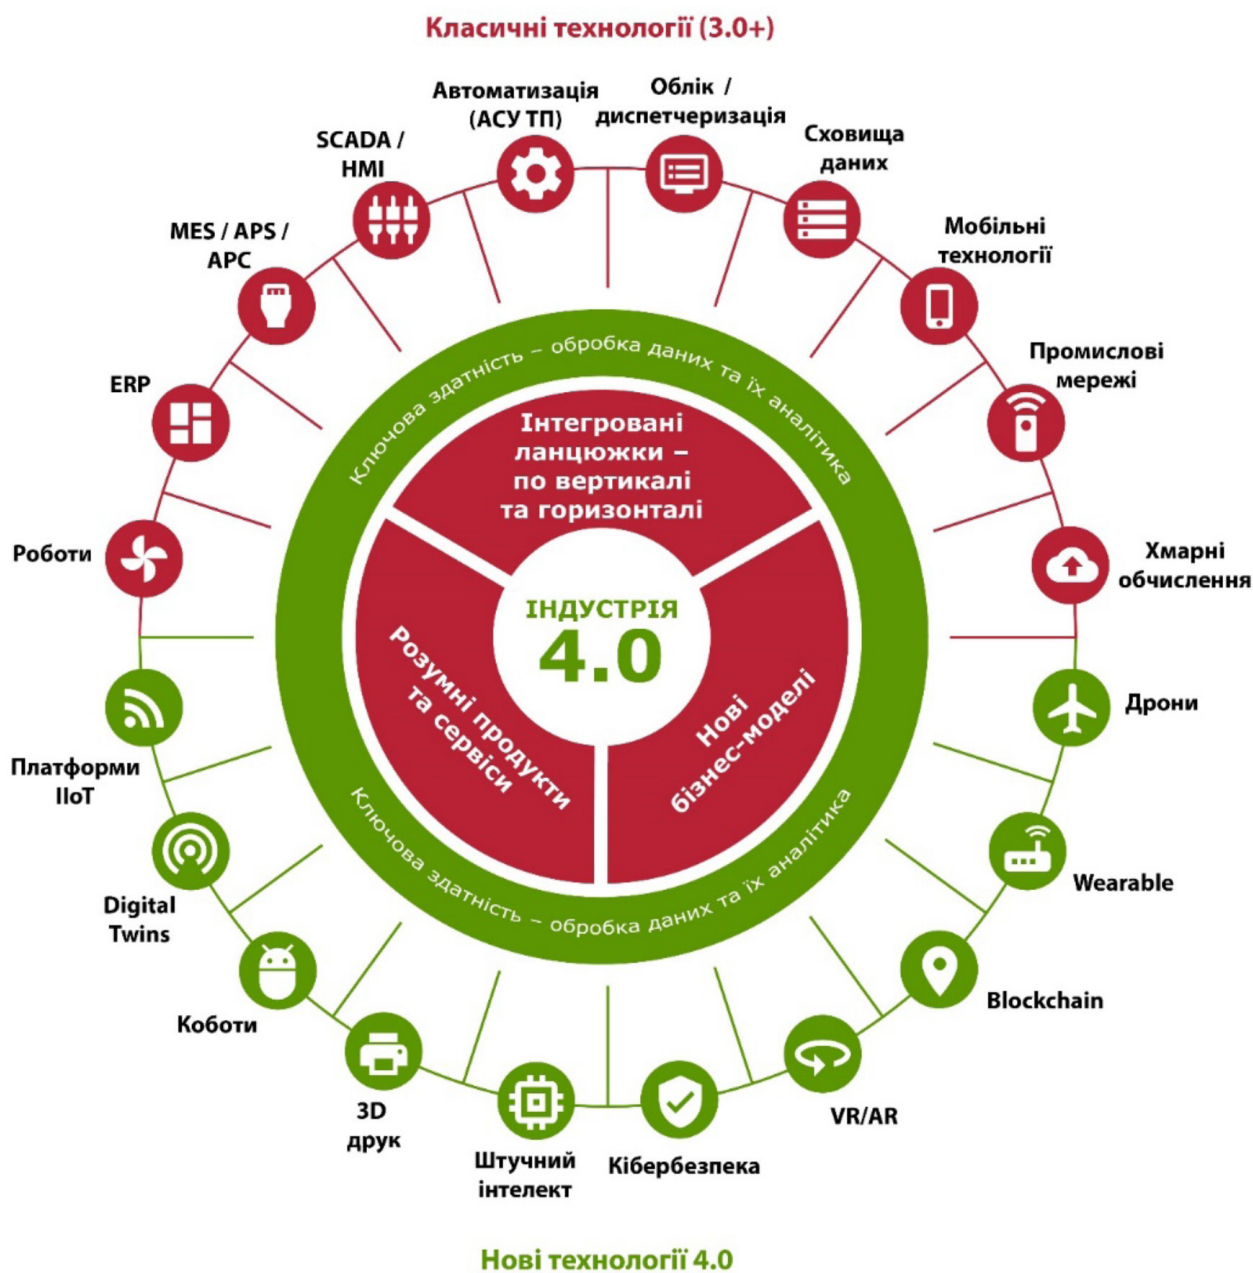 Класичні технології (3.0+)
Автоматизація
(АСУ ТП)
Облік /
диспетчеризація
SCADA /
HMI
Сховища
даних
MES / APS /
APC
Мобільні
технології
ERP
Промислові
мережі
Роботи
Хмарні
обчислення
Ключова здатність – обробка даних та їх аналітика
Інтегровані
ланцюжки –
по вертикалі
та горизонталі
ІНДУСТРІЯ
4.0
Розумні продукти
та сервіси
Нові
бізнес-моделі
Ключова здатність – обробка даних та їх аналітика
Платформи
IIoT
Дрони
Digital
Twins
Wearable
Коботи
Blockchain
3D
друк
VR/AR
Штучний
інтелект
Кібербезпека
Нові технології 4.0